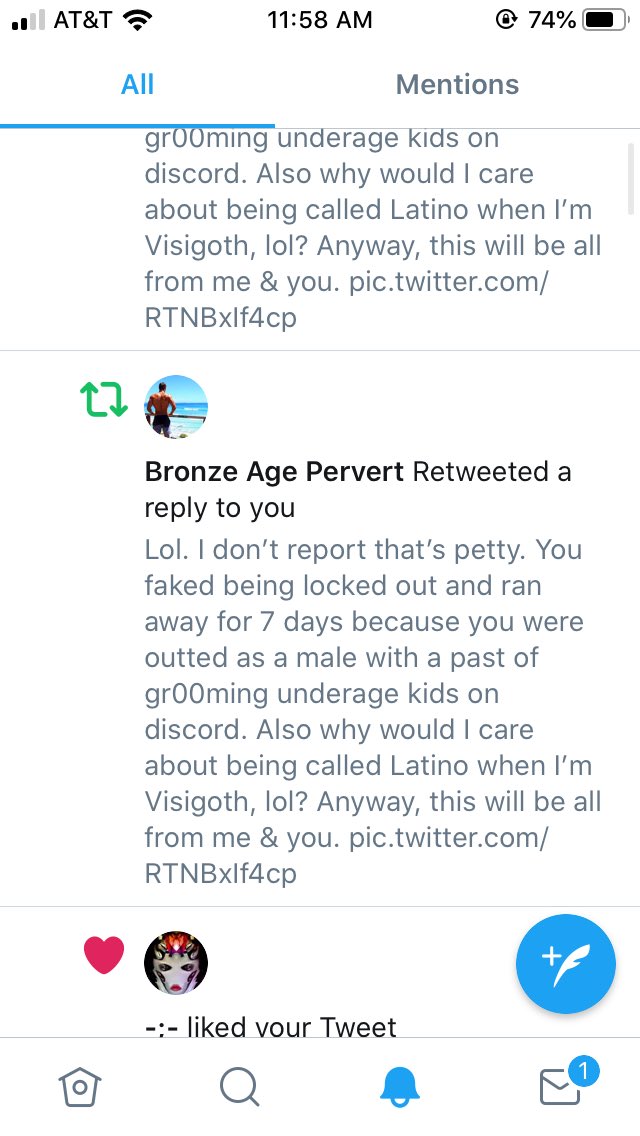 AT&T 11:58 AM 74%
All Mentions
gr00ming underage kids on
discord. Also why would I care
about being called Latino when I’m
Visigoth, lol? Anyway, this will be all
from me & you. pic.twitter.com/
RTNBxIf4cp
Bronze Age Pervert Retweeted a
reply to you
Lol. I don’t report that’s petty. You
faked being locked out and ran
away for 7 days because you were
outted as a male with a past of
gr00ming underage kids on
discord. Also why would I care
about being called Latino when I’m
Visigoth, lol? Anyway, this will be all
from me & you. pic.twitter.com/
RTNBxIf4cp
-;- liked your Tweet
1